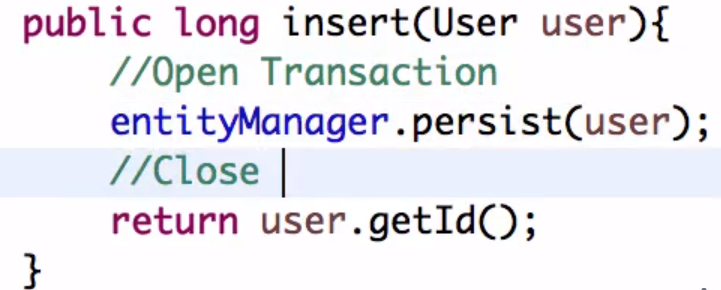 public long insert(User user){
//Open Transaction
entityManager.persist(user);
//Close
return user.getId();
}